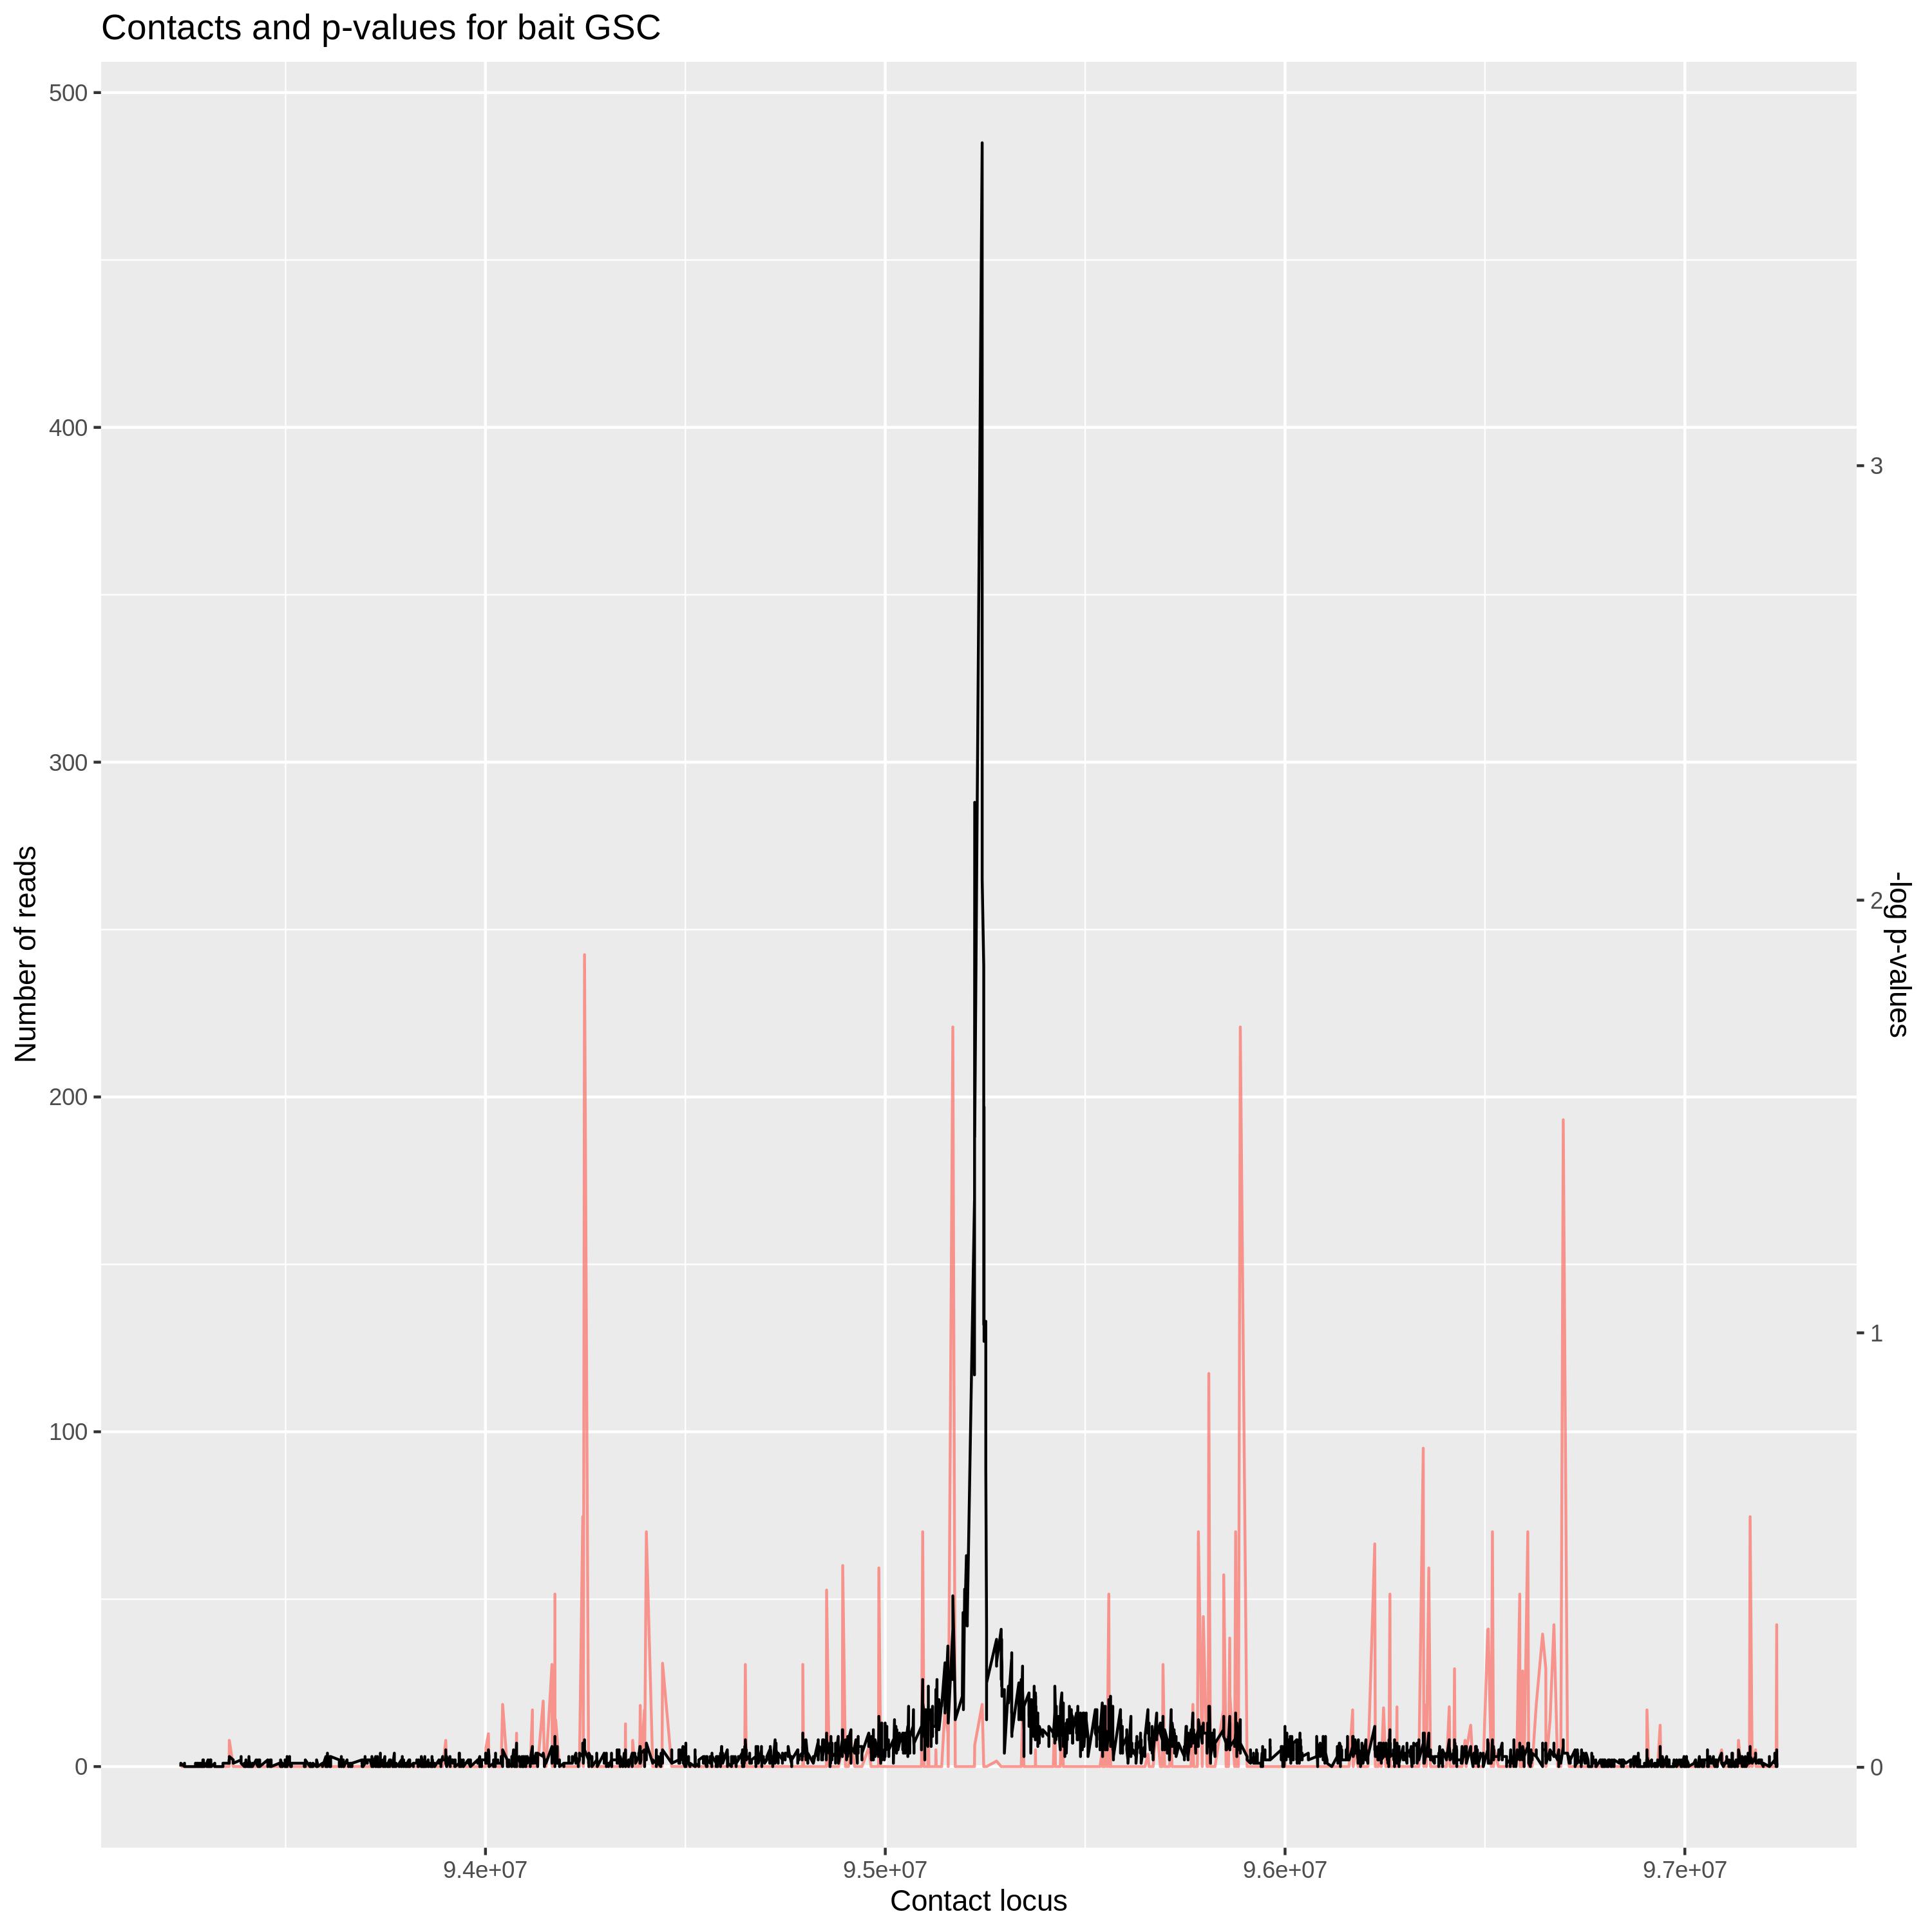 Contacts and p-values for bait GSC
500
400
300
200
100
0
Number of reads
3
2
1
0
-log p-values
9.4e+07
9.5e+07
9.6e+07
9.7e+07
Contact locus